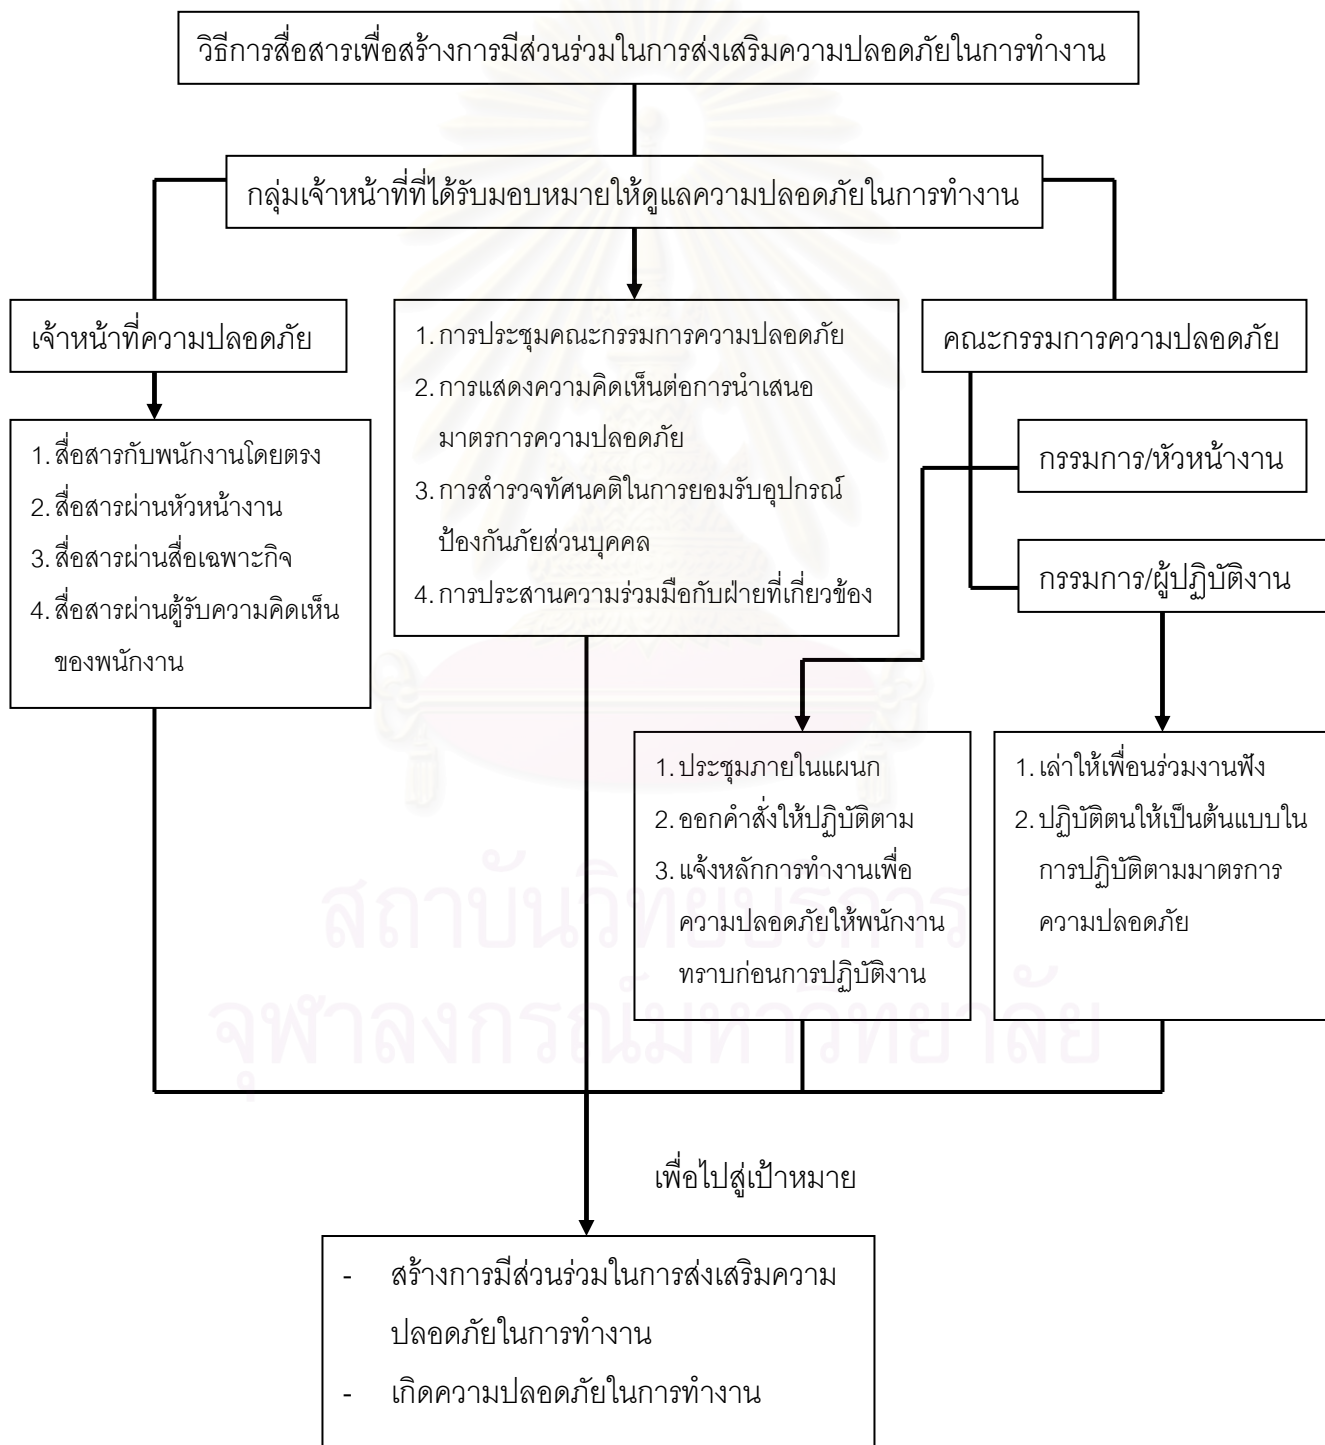 วิธีการสื่อสารเพื่อสร้างการมีส่วนร่วมในการส่งเสริมความปลอดภัยในการทำงาน
กลุ่มเจ้าหน้าที่ที่ได้รับมอบหมายให้ดูแลความปลอดภัยในการทำงาน
เจ้าหน้าที่ความปลอดภัย
1. สื่อสารกับพนักงานโดยตรง
2. สื่อสารผ่านหัวหน้างาน
3. สื่อสารผ่านสื่อเฉพาะกิจ
4. สื่อสารผ่านตู้รับความคิดเห็น
ของพนักงาน
1. การประชุมคณะกรรมการความปลอดภัย
2. การแสดงความคิดเห็นต่อการนำเสนอ
มาตรการความปลอดภัย
3. การสำรวจทัศนคติในการยอมรับอุปกรณ์
ป้องกันภัยส่วนบุคคล
4. การประสานความร่วมมือกับฝ่ายที่เกี่ยวข้อง
คณะกรรมการความปลอดภัย
กรรมการ/หัวหน้างาน
กรรมการ/ผู้ปฏิบัติงาน
1. ประชุมภายในแผนก
2. ออกคำสั่งให้ปฏิบัติตาม
3. แจ้งหลักการทำงานเพื่อ
ความปลอดภัยให้พนักงาน
ทราบก่อนการปฏิบัติงาน
1. เล่าให้เพื่อนร่วมงานฟัง
2. ปฏิบัติตนให้เป็นต้นแบบใน
การปฏิบัติตามมาตรการ
ความปลอดภัย
สถาบันวิทยบริการ
จุฬาลงกรณ์มหาวิทยาลัย
เพื่อไปสู่เป้าหมาย
- สร้างการมีส่วนร่วมในการส่งเสริมความ
ปลอดภัยในการทำงาน
- เกิดความปลอดภัยในการทำงาน